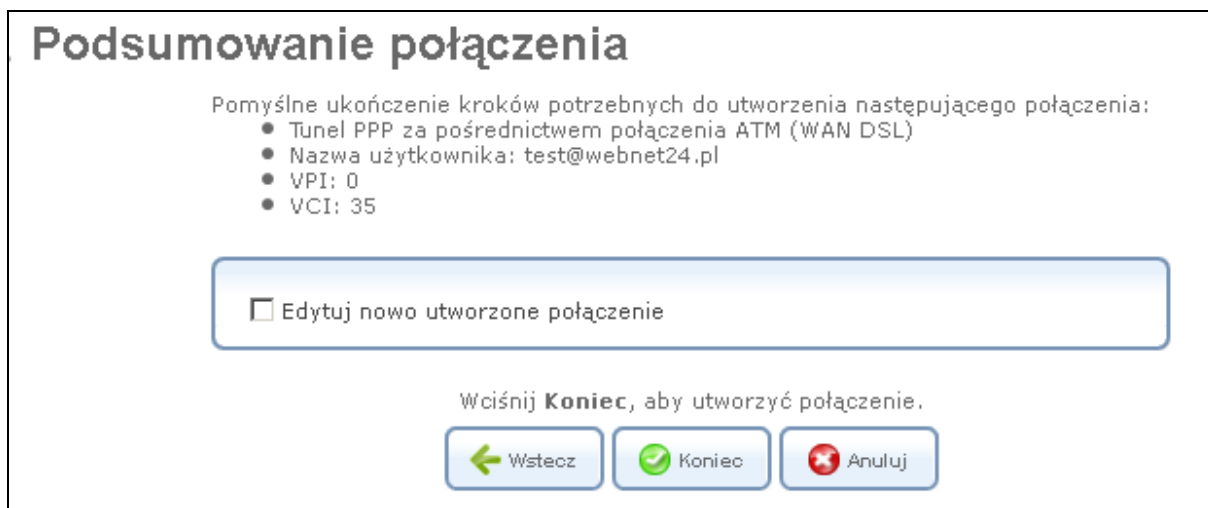 Podsumowanie połączenia
Pomyślne ukończenie kroków potrzebnych do utworzenia następującego połączenia:
Tunel PPP za pośrednictwem połączenia ATM (WAN DSL)
Nazwa użytkownika: test@webnet24.pl
VPI: 0
VCI: 35
Edytuj nowo utworzone połączenie
Wciśnij Koniec, aby utworzyć połączenie.
Wstecz Koniec Anuluj